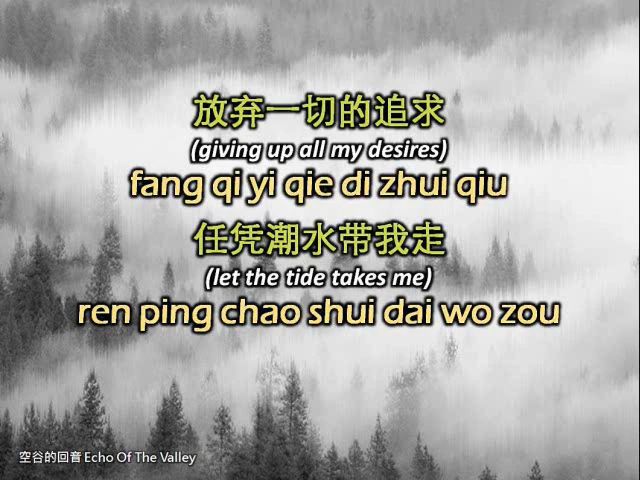 放弃一切的追求
(giving up all my desires)
fang qi yi qie di zhui qiu
任凭潮水带我走
(let the tide takes me)
ren ping chao shui dai wo zou
空谷的回音 Echo Of The Valley